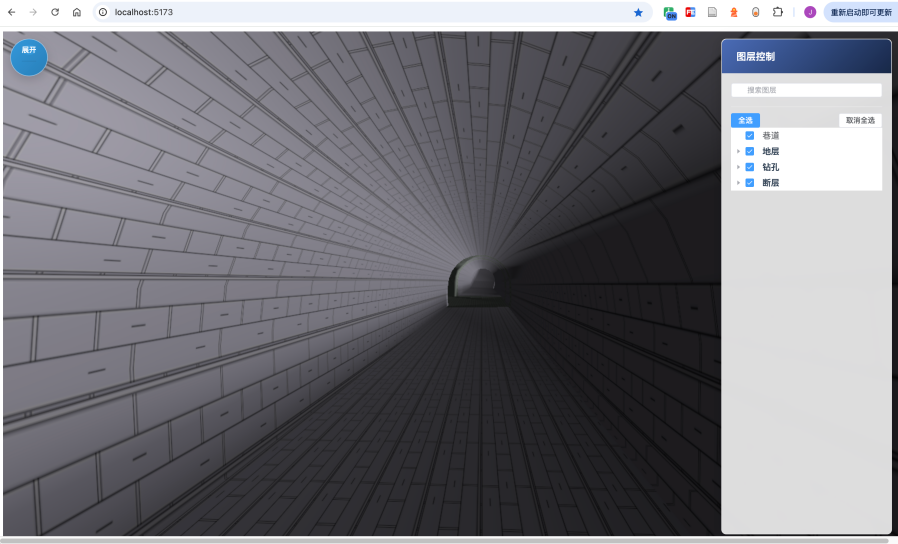 localhost:5173
重新启动即可更新
展开
图层控制
搜索图层
全选
取消全选
巷道
地层
钻孔
断层